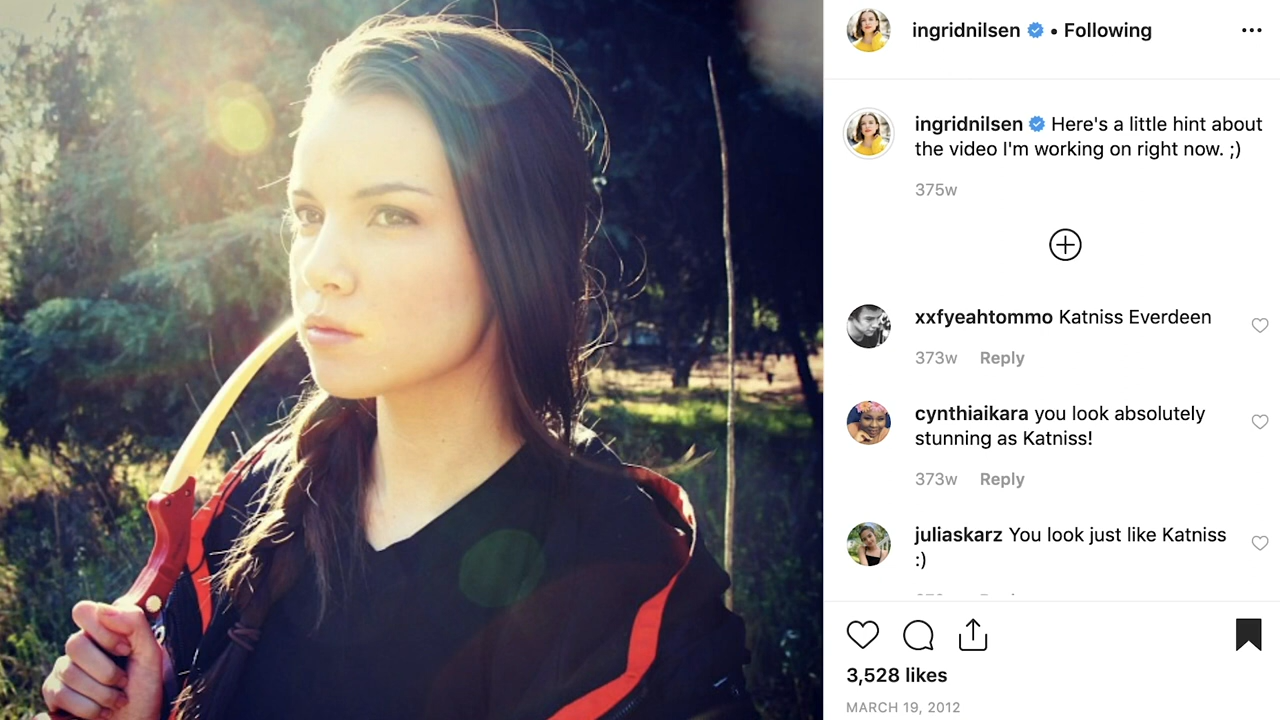 ingridnilsen • Following
ingridnilsen Here's a little hint about
the video I'm working on right now. ;)
375w
xxfyeahtommo Katniss Everdeen
373w Reply
cynthiaikara you look absolutely
stunning as Katniss!
373w Reply
juliaskarz You look just like Katniss
:)
3,528 likes
MARCH 19, 2012